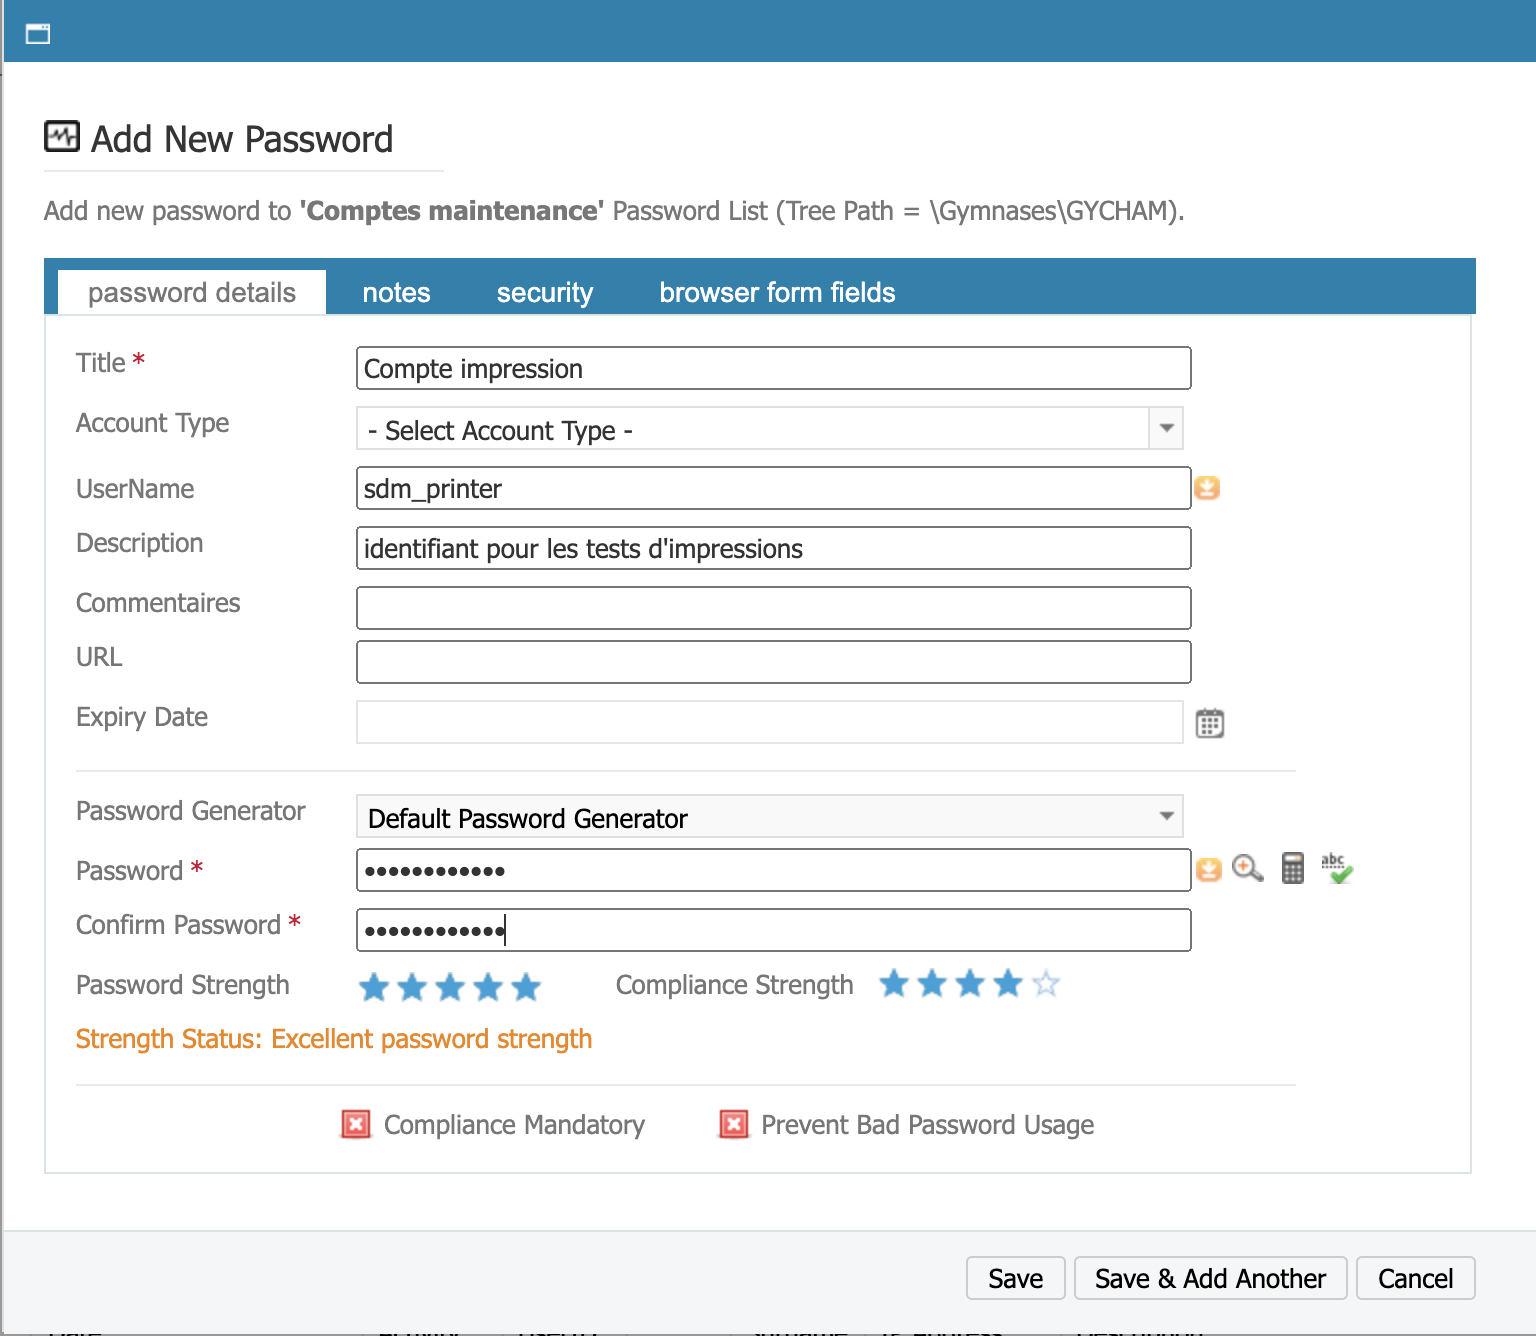 Add New Password
Add new password to 'Comptes maintenance' Password List (Tree Path = \Gymnases\GYCHAM).
password details notes security browser form fields
Title * Compte impression
Account Type - Select Account Type -
UserName sdm_printer
Description identifiant pour les tests d'impressions
Commentaires
URL
Expiry Date
Password Generator Default Password Generator
Password * ●●●●●●●●●●●● abc
Confirm Password * ●●●●●●●●●●●●
Password Strength Compliance Strength
Strength Status: Excellent password strength
Compliance Mandatory Prevent Bad Password Usage
Save Save & Add Another Cancel